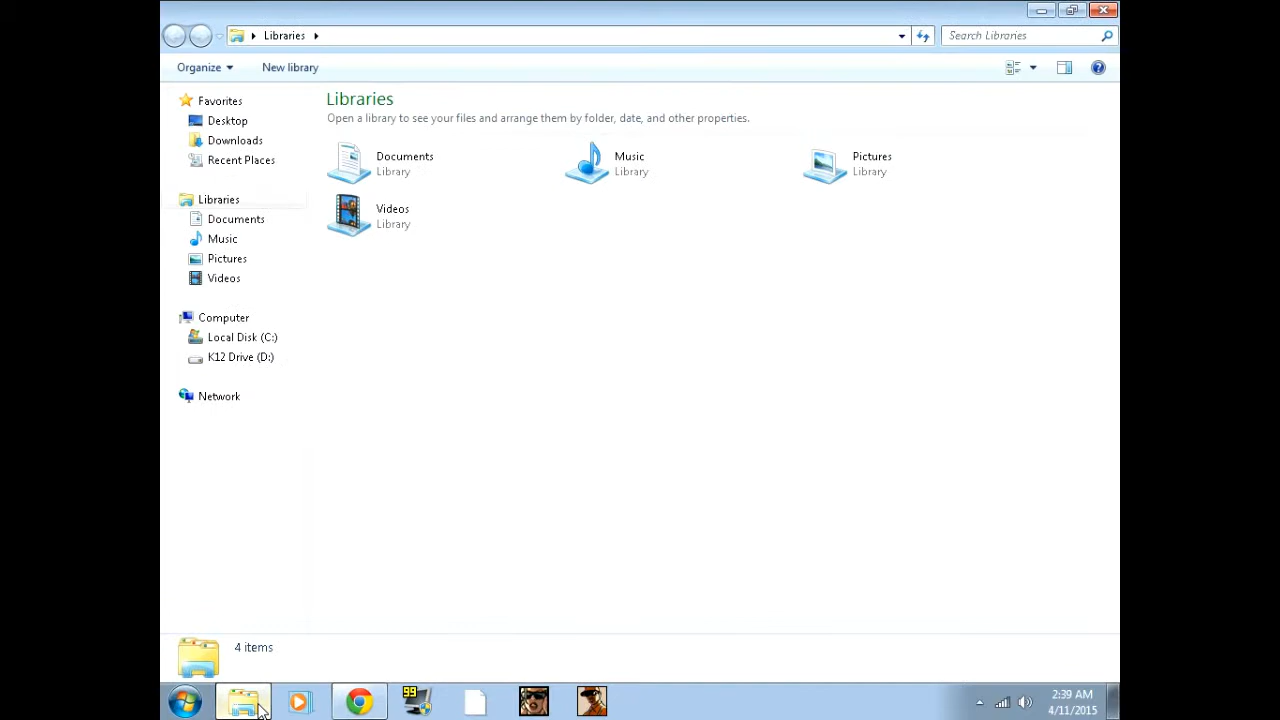 Libraries
Search Libraries
Organize
New library
Favorites
Desktop
Downloads
Recent Places
Libraries
Documents
Music
Pictures
Videos
Computer
Local Disk (C:)
K12 Drive (D:)
Network
Libraries
Open a library to see your files and arrange them by folder, date, and other properties.
Documents
Library
Music
Library
Pictures
Library
Videos
Library
4 items
99
2:39 AM
4/11/2015